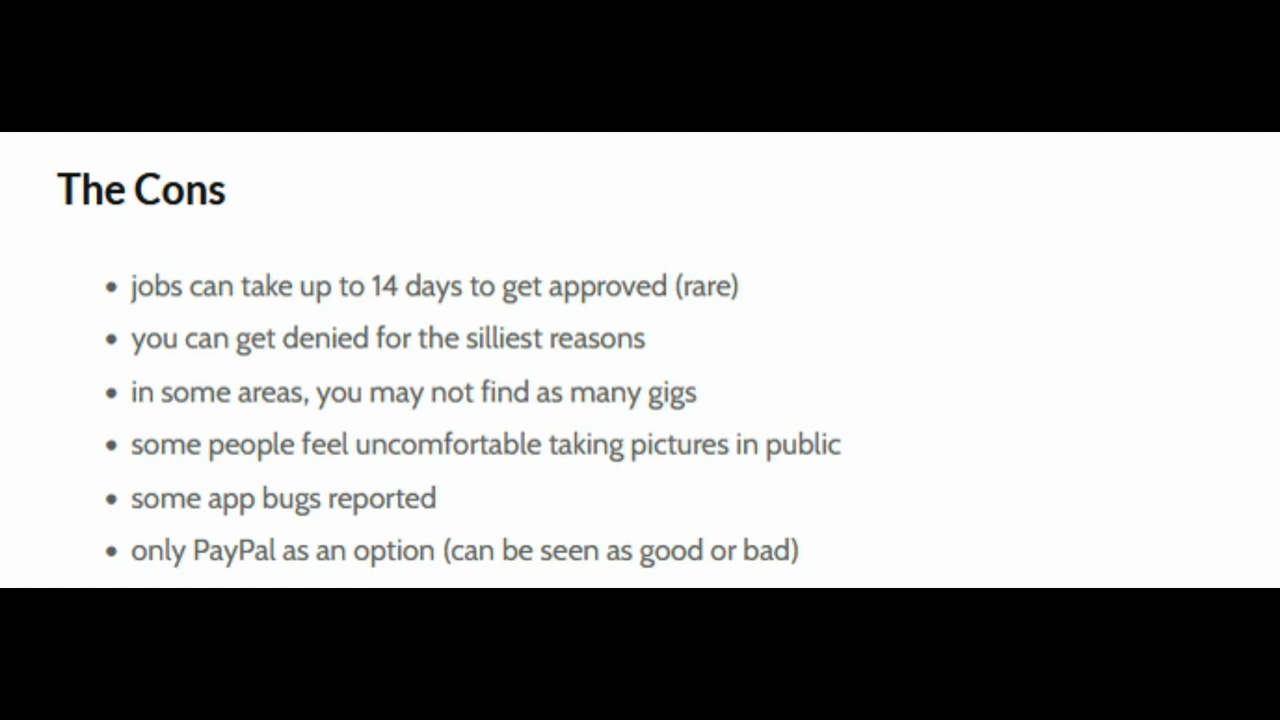 The Cons
• jobs can take up to 14 days to get approved (rare)
• you can get denied for the silliest reasons
• in some areas, you may not find as many gigs
• some people feel uncomfortable taking pictures in public
• some app bugs reported
• only PayPal as an option (can be seen as good or bad)